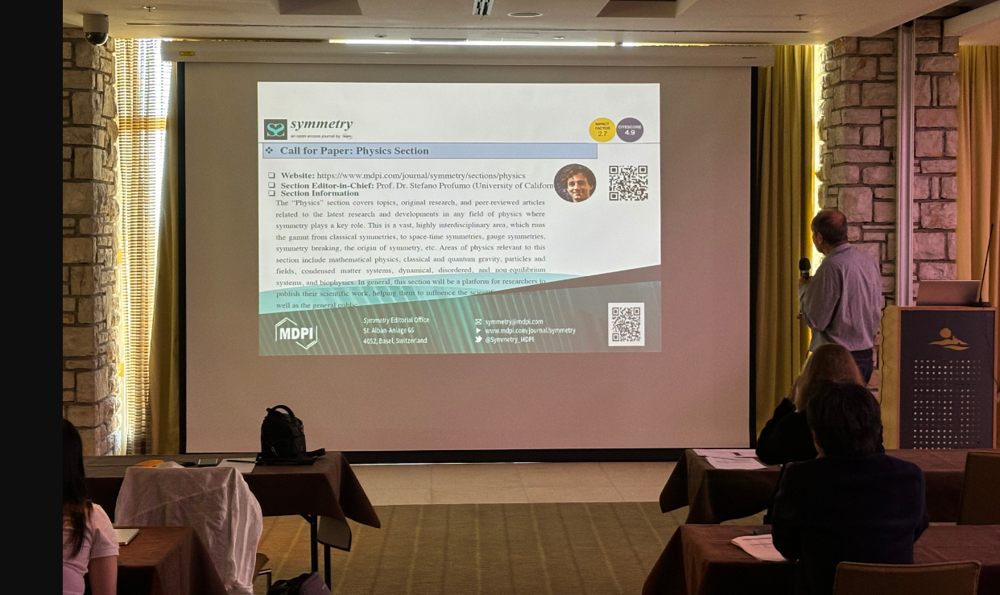 symmetry
an open access journal by MDPI
IMPACT
FACTOR
2.7
CITESCORE
4.9
❖ Call for Paper: Physics Section
❑ Website: https://www.mdpi.com/journal/symmetry/sections/physics
❑ Section Editor-in-Chief: Prof. Dr. Stefano Profumo (University of Californ
❑ Section Information
The "Physics" section covers topics, original research, and peer-reviewed articles
related to the latest research and developments in any field of physics where
symmetry plays a key role. This is a vast, highly interdisciplinary area, which runs
the gamut from classical symmetries, to space-time symmetries, gauge symmetries,
symmetry breaking, the origin of symmetry, etc. Areas of physics relevant to this
section include mathematical physics, classical and quantum gravity, particles and
fields, condensed matter systems, dynamical, disordered, and non-equilibrium
systems, and biophysics. In general, this section will be a platform for researchers to
publish their scientific work, helping them to influence the
well as the general public.
MDPI
Symmetry Editorial Office
St. Alban-Anlage 66
4052, Basel, Switzerland
symmetry@mdpi.com
www.mdpi.com/journal/symmetry
@Symmetry_MDPI